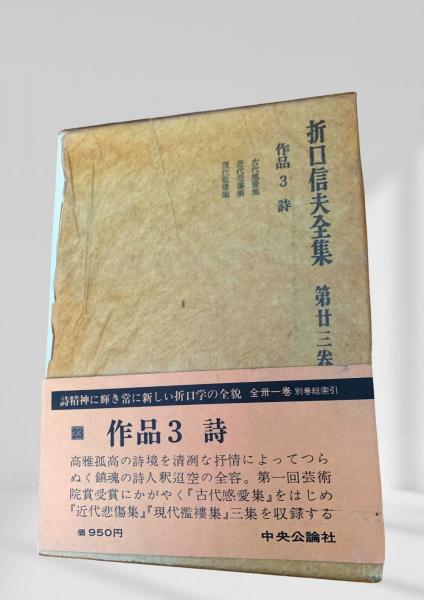 折口信夫全集 第廿三巻
作品3 詩
古代感愛集
近代悲傷集
現代襤褸集
詩精神に輝き常に新しい折口学の全貌 全卅一巻 別巻総索引
23 作品3 詩
高雅孤高の詩境を清冽な抒情によってつら
ぬく鎮魂の詩人釈迢空の全容。第一回芸術
院賞受賞にかがやく『古代感愛集』をはじめ
『近代悲傷集』『現代襤褸集』三集を収録する
価950円
中央公論社